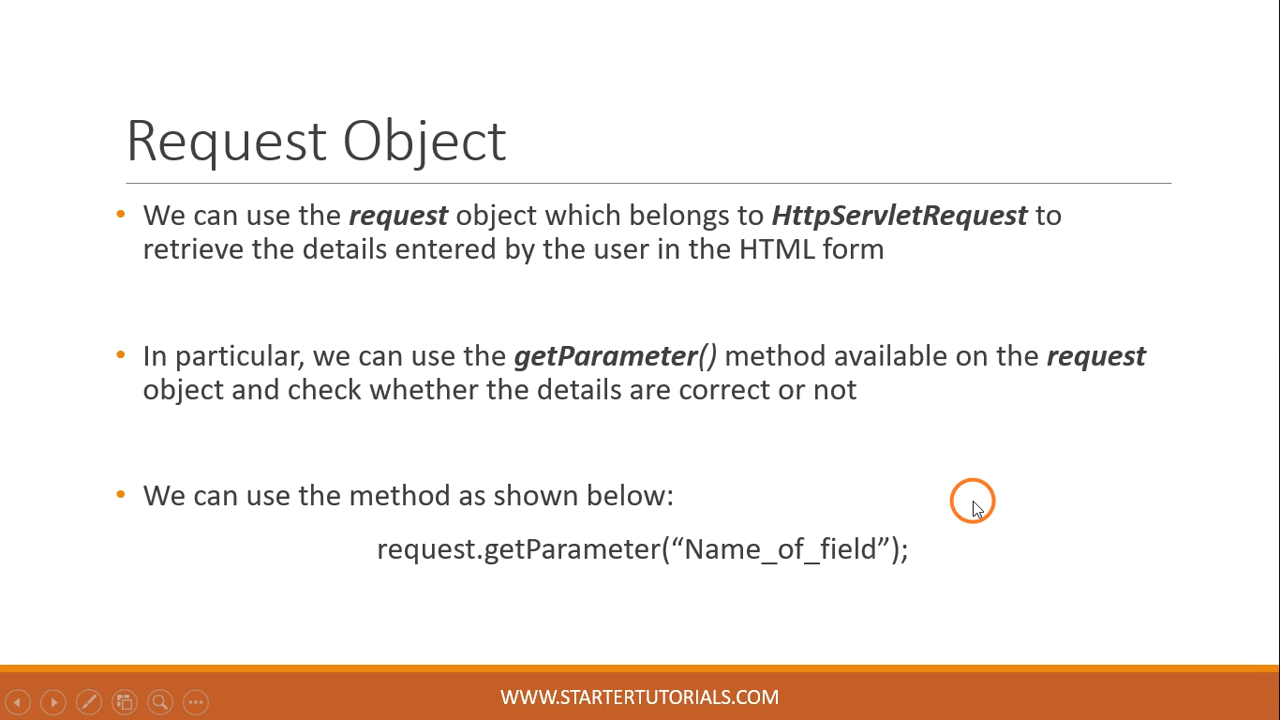 Request Object
• We can use the request object which belongs to HttpServletRequest to
retrieve the details entered by the user in the HTML form
• In particular, we can use the getParameter() method available on the request
object and check whether the details are correct or not
• We can use the method as shown below:
request.getParameter(“Name_of_field”);
WWW.STARTERTUTORIALS.COM